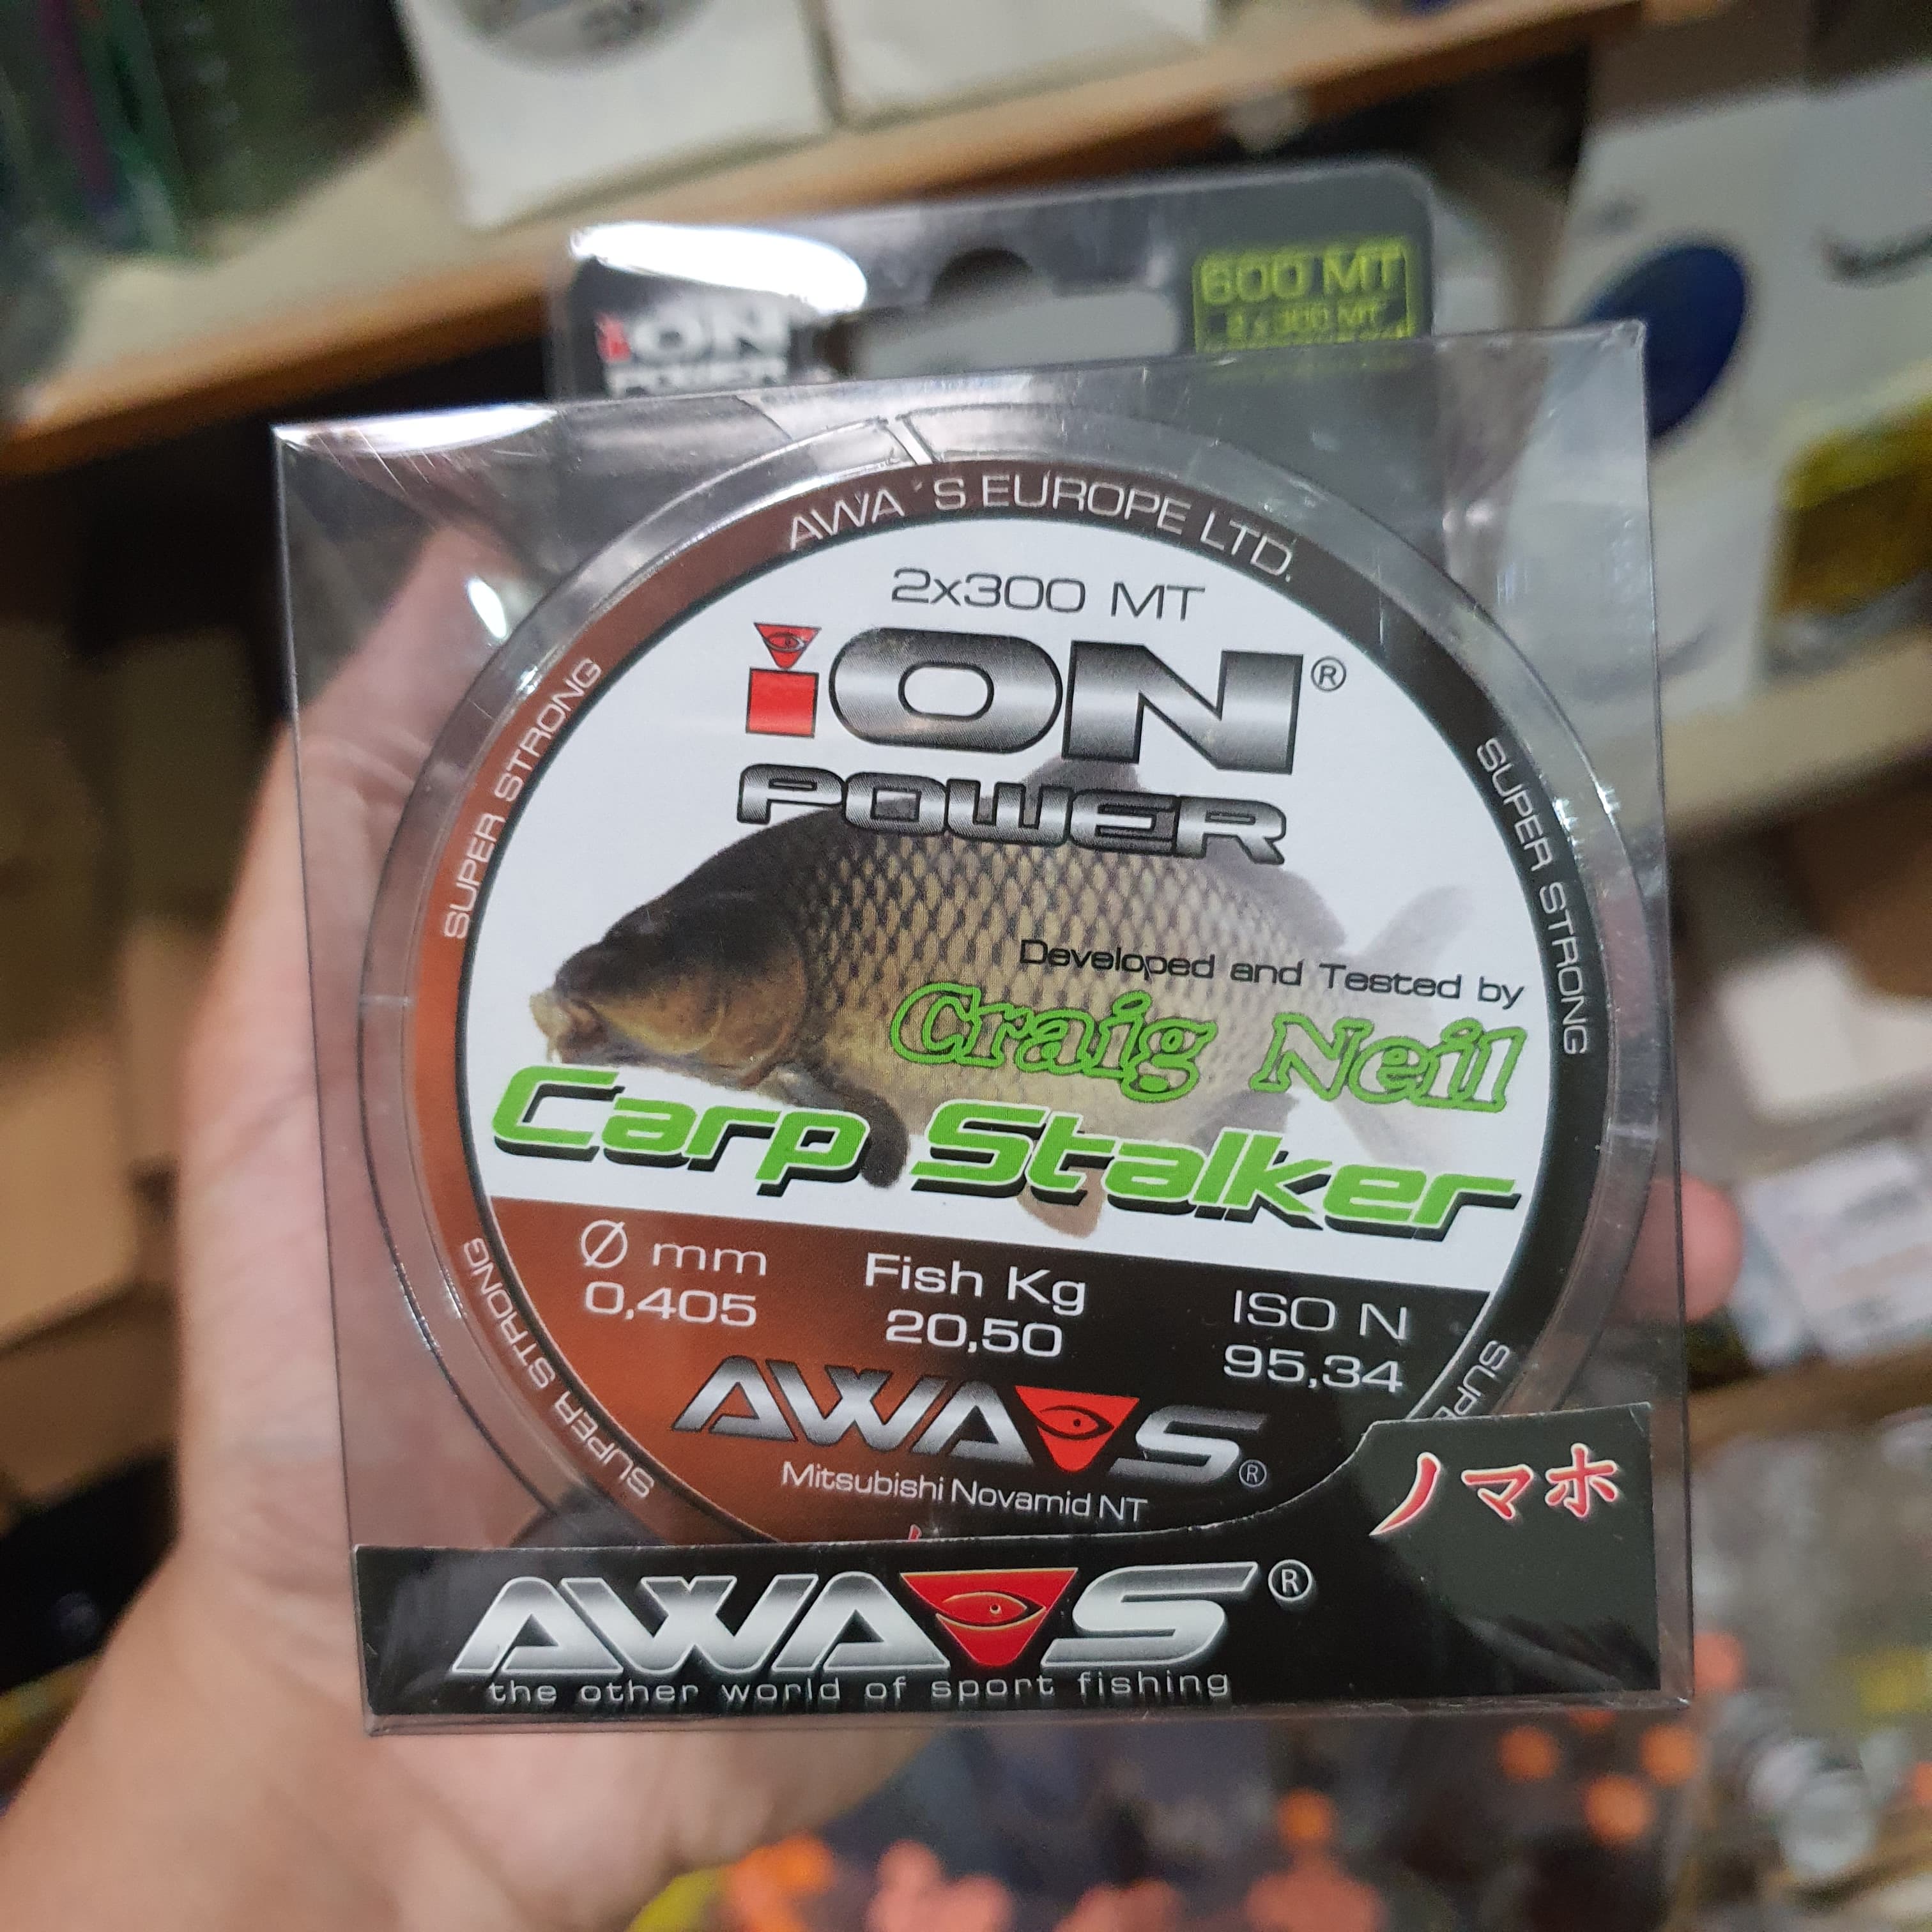 iON
POWER
600 MT
2 x 300 MT
AWA´S EUROPE LTD.
SUPER STRONG
SUPER STRONG
SUPER STRONG
2x300 MT
iON®
POWER
Developed and Tested by
Craig Neil
Carp Stalker
Ø mm
0,405
Fish Kg
20,50
ISO N
95,34
AWA S®
Mitsubishi Novamid NT
ノマホ
AWA S®
the other world of sport fishing